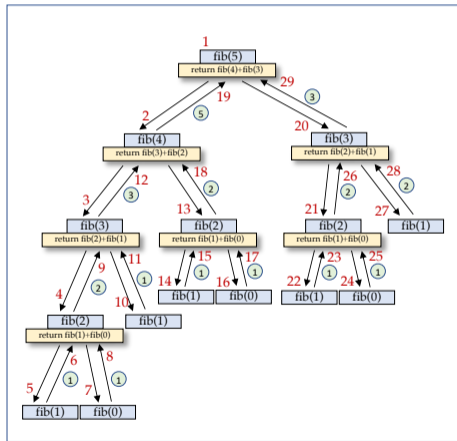 1
fib(5)
return fib(4)+fib(3)
29
19
3
2
5
20
fib(4)
fib(3)
return fib(3)+fib(2)
return fib(2)+fib(1)
12
18
26
28
3
3
2
2
2
13
21
27
fib(3)
fib(2)
fib(2)
fib(1)
return fib(2)+fib(1)
return fib(1)+fib(0)
return fib(1)+fib(0)
9
11
15
17
23
25
1
1
1
1
1
4
2
10
14
16
22
24
fib(1)
fib(0)
fib(1)
fib(0)
fib(2)
fib(1)
return fib(1)+fib(0)
6
8
5
1
7
1
fib(1)
fib(0)